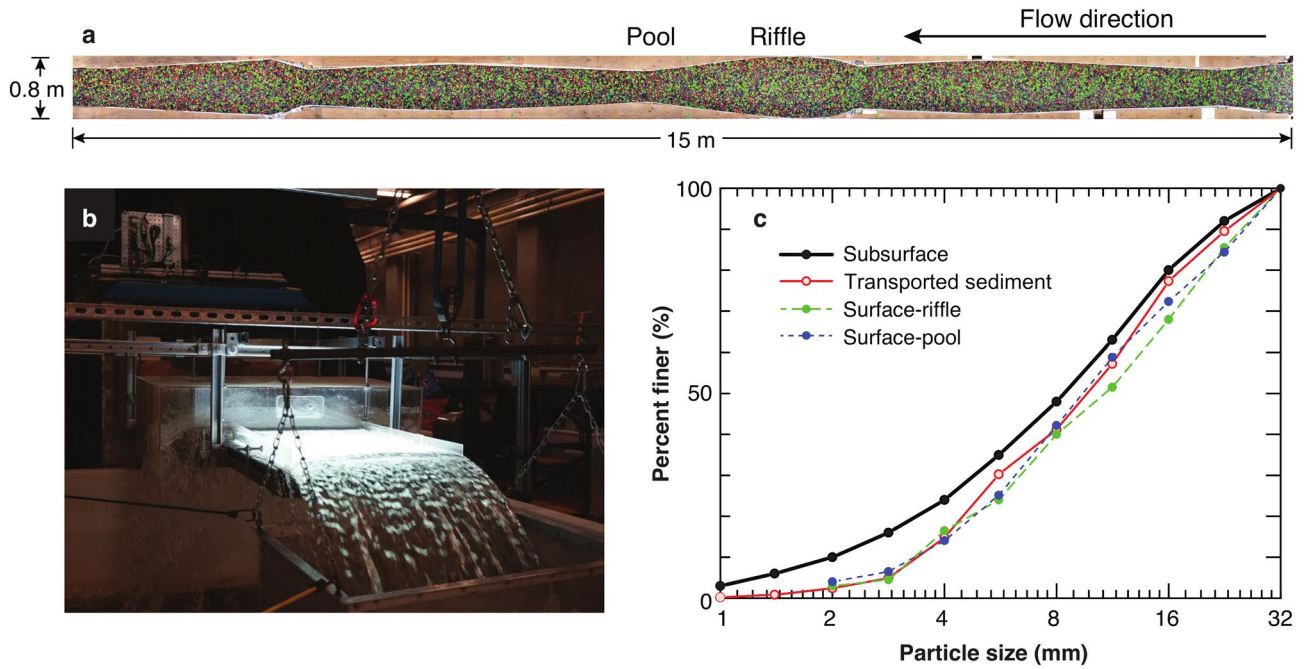 a
Pool
Riffle
Flow direction
0.8 m
15 m
b
c
100
50
0
Percent finer (%)
Subsurface
Transported sediment
Surface-riffle
Surface-pool
1
2
4
8
16
32
Particle size (mm)